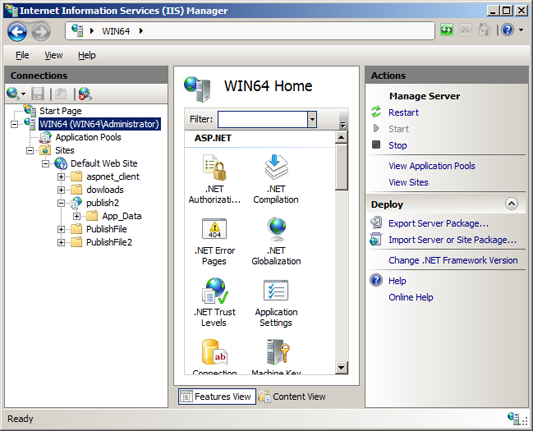 Internet Information Services (IIS) Manager
WIN64
File View Help
Connections
Start Page
WIN64 (WIN64\Administrator)
Application Pools
Sites
Default Web Site
aspnet_client
dowloads
publish2
App_Data
PublishFile
PublishFile2
WIN64 Home
Filter:
ASP.NET
.NET Authorizati...
.NET Compilation
404
.NET Error Pages
.NET Globalization
.NET Trust Levels
Application Settings
ab
Connection
Machine Key
Features View
Content View
Actions
Manage Server
Restart
Start
Stop
View Application Pools
View Sites
Deploy
Export Server Package...
Import Server or Site Package...
Change .NET Framework Version
Help
Online Help
Ready